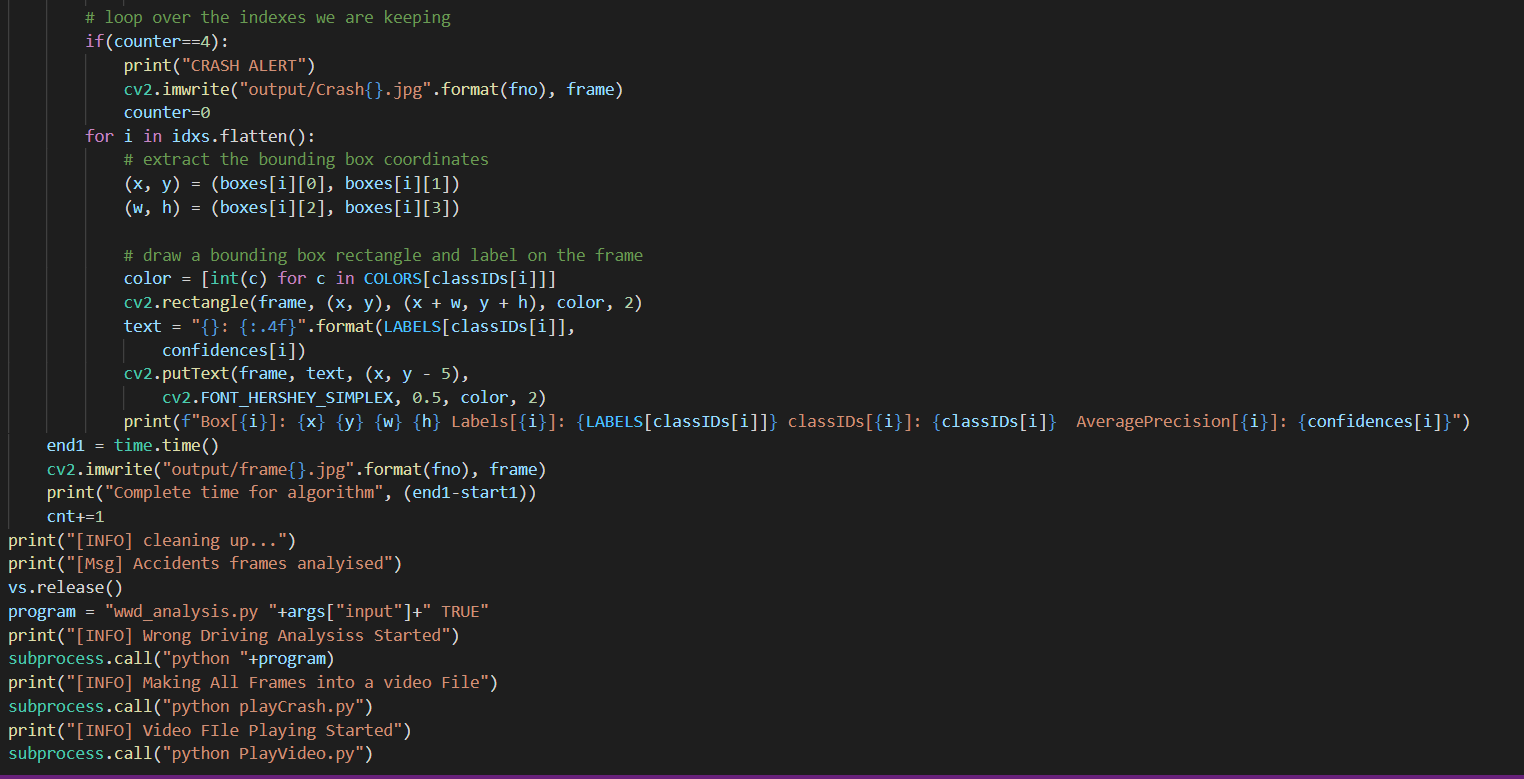 # loop over the indexes we are keeping
if(counter==4):
print("CRASH ALERT")
cv2.imwrite("output/Crash{}.jpg".format(fno), frame)
counter=0
for i in idxs.flatten():
# extract the bounding box coordinates
(x, y) = (boxes[i][0], boxes[i][1])
(w, h) = (boxes[i][2], boxes[i][3])
# draw a bounding box rectangle and label on the frame
color = [int(c) for c in COLORS[classIDs[i]]]
cv2.rectangle(frame, (x, y), (x + w, y + h), color, 2)
text = "{}: {:.4f}".format(LABELS[classIDs[i]],
confidences[i])
cv2.putText(frame, text, (x, y - 5),
cv2.FONT_HERSHEY_SIMPLEX, 0.5, color, 2)
print(f"Box[{i}]: {x} {y} {w} {h} Labels[{i}]: {LABELS[classIDs[i]]} classIDs[{i}]: {classIDs[i]}  AveragePrecision[{i}]: {confidences[i]}")
end1 = time.time()
cv2.imwrite("output/frame{}.jpg".format(fno), frame)
print("Complete time for algorithm", (end1-start1))
cnt+=1
print("[INFO] cleaning up...")
print("[Msg] Accidents frames analyised")
vs.release()
program = "wwd_analysis.py "+args["input"]+" TRUE"
print("[INFO] Wrong Driving Analysiss Started")
subprocess.call("python "+program)
print("[INFO] Making All Frames into a video File")
subprocess.call("python playCrash.py")
print("[INFO] Video FIle Playing Started")
subprocess.call("python PlayVideo.py")